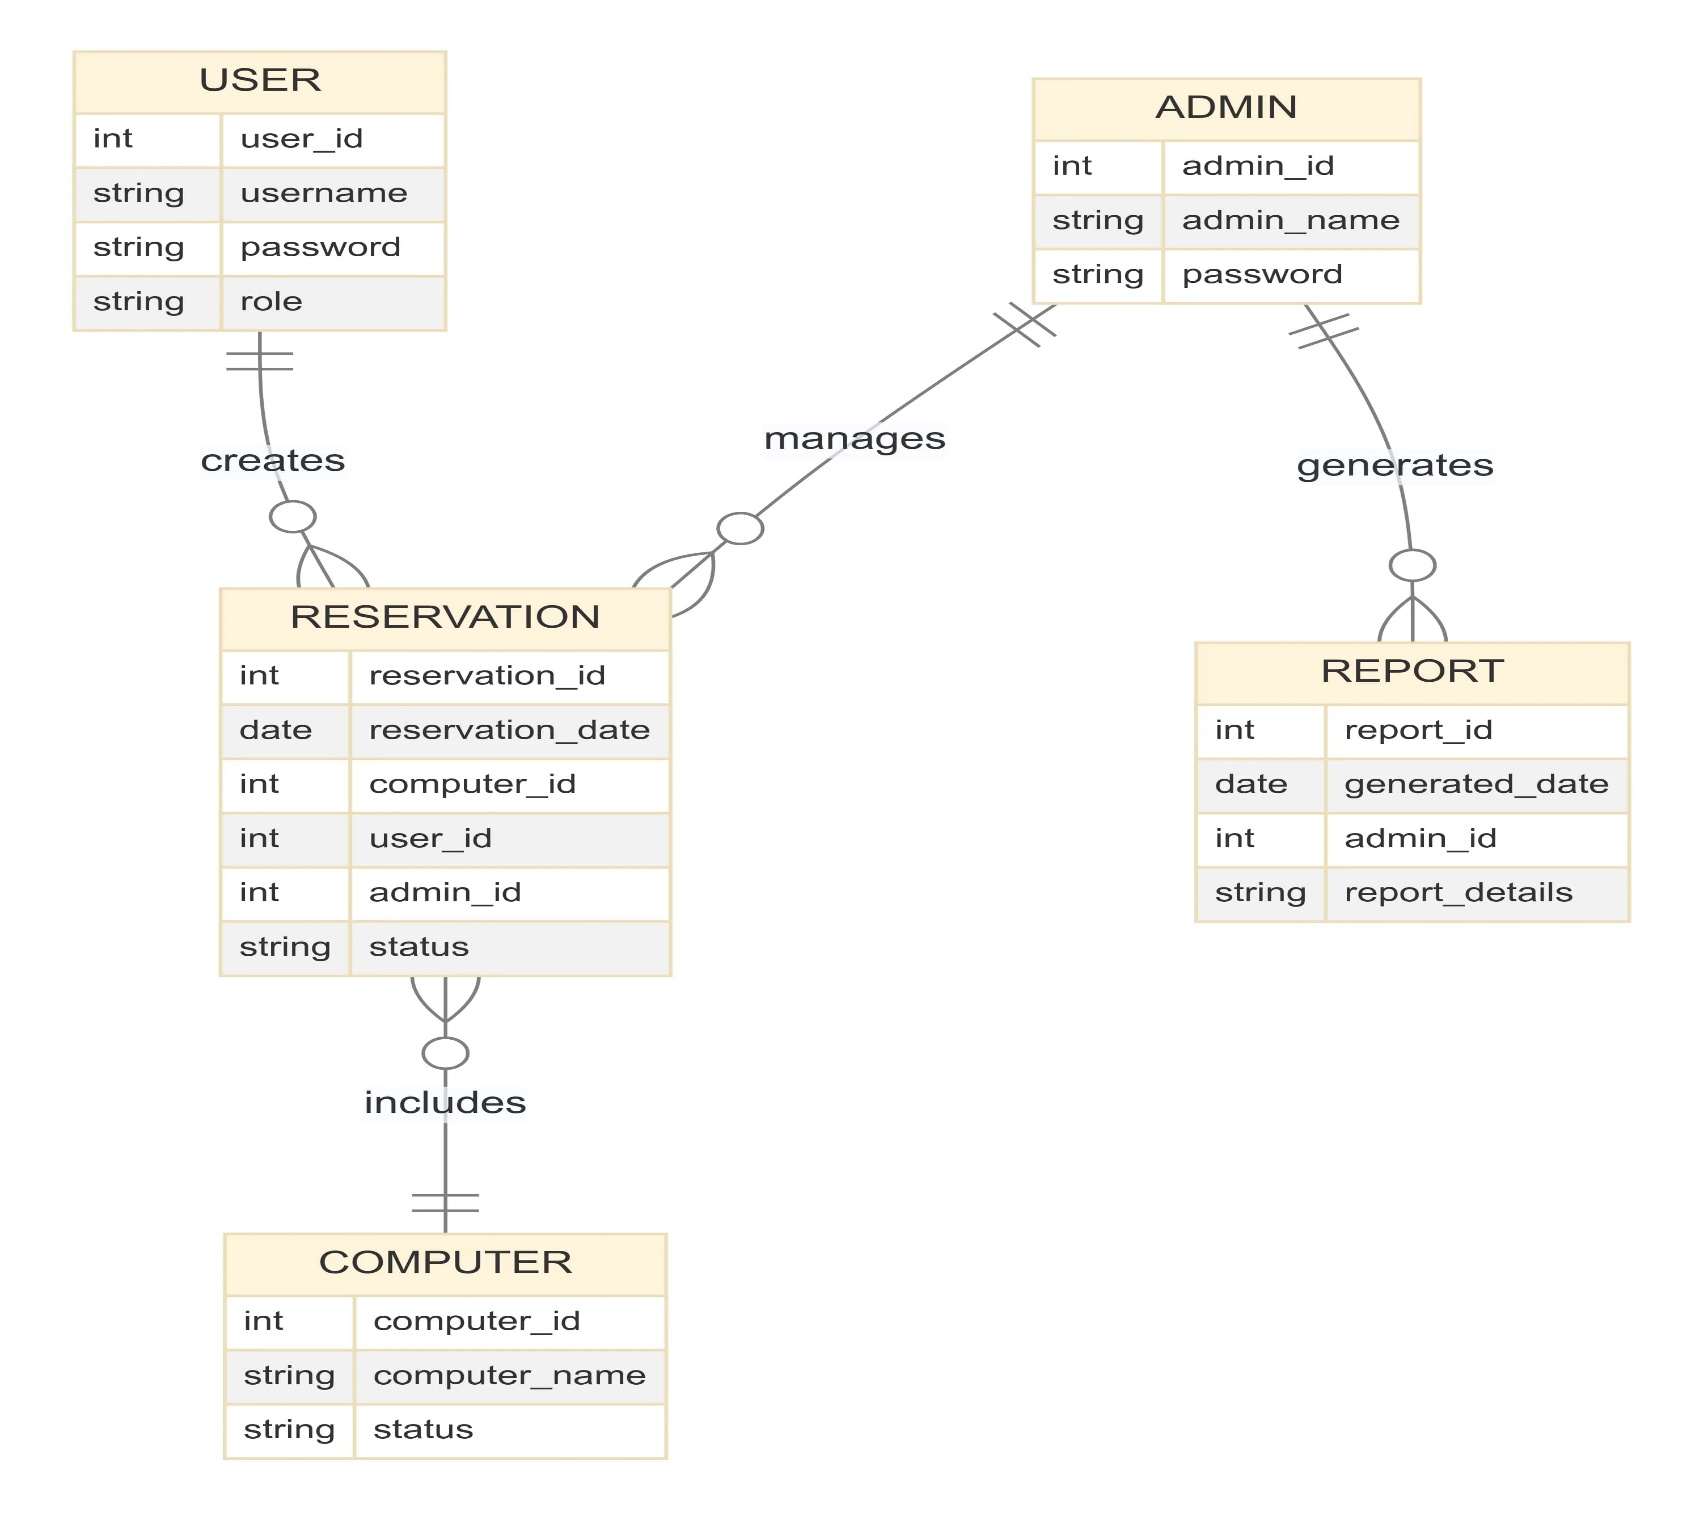 USER
int user_id
string username
string password
string role
ADMIN
int admin_id
string admin_name
string password
creates
manages
generates
RESERVATION
int reservation_id
date reservation_date
int computer_id
int user_id
int admin_id
string status
REPORT
int report_id
date generated_date
int admin_id
string report_details
includes
COMPUTER
int computer_id
string computer_name
string status